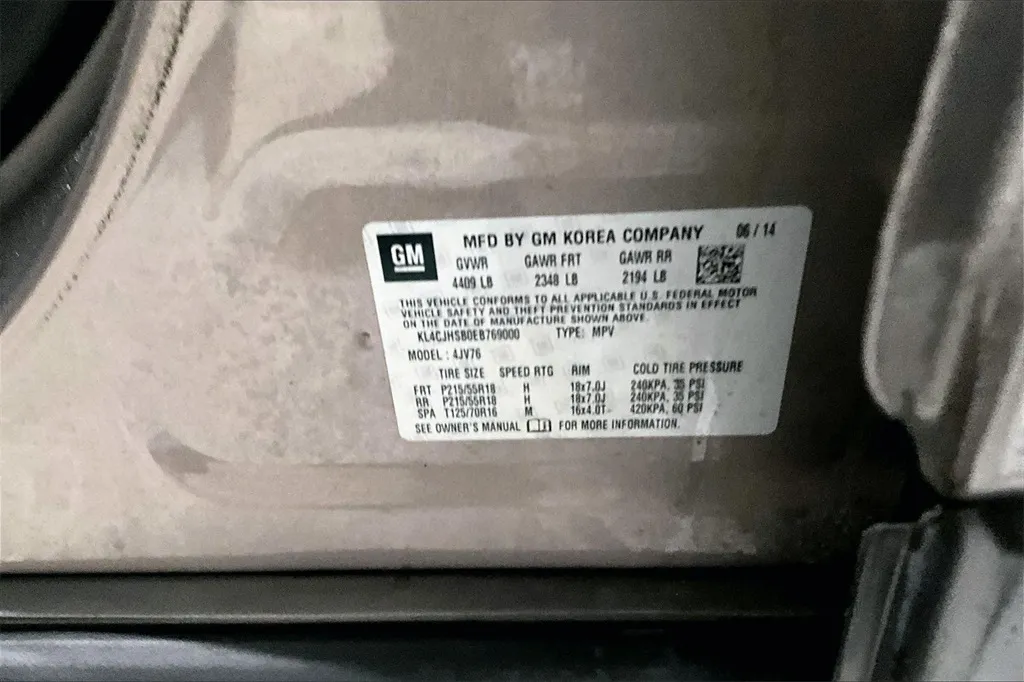 GM MFD BY GM KOREA COMPANY 06/14
GVWR GAWR FRT GAWR RR
4409 LB 2348 LB 2194 LB
THIS VEHICLE CONFORMS TO ALL APPLICABLE U.S. FEDERAL MOTOR
VEHICLE SAFETY AND THEFT PREVENTION STANDARDS IN EFFECT
ON THE DATE OF MANUFACTURE SHOWN ABOVE.
KL4CJHSB0EB769000 TYPE: MPV
MODEL: 4JV76
TIRE SIZE SPEED RTG RIM COLD TIRE PRESSURE
FRT P215/55R18 H 18x7.0J 240KPA, 35 PSI
RR P215/55R18 H 18x7.0J 240KPA, 35 PSI
SPA T125/70R16 M 16x4.0T 420KPA, 60 PSI
SEE OWNER'S MANUAL FOR MORE INFORMATION.